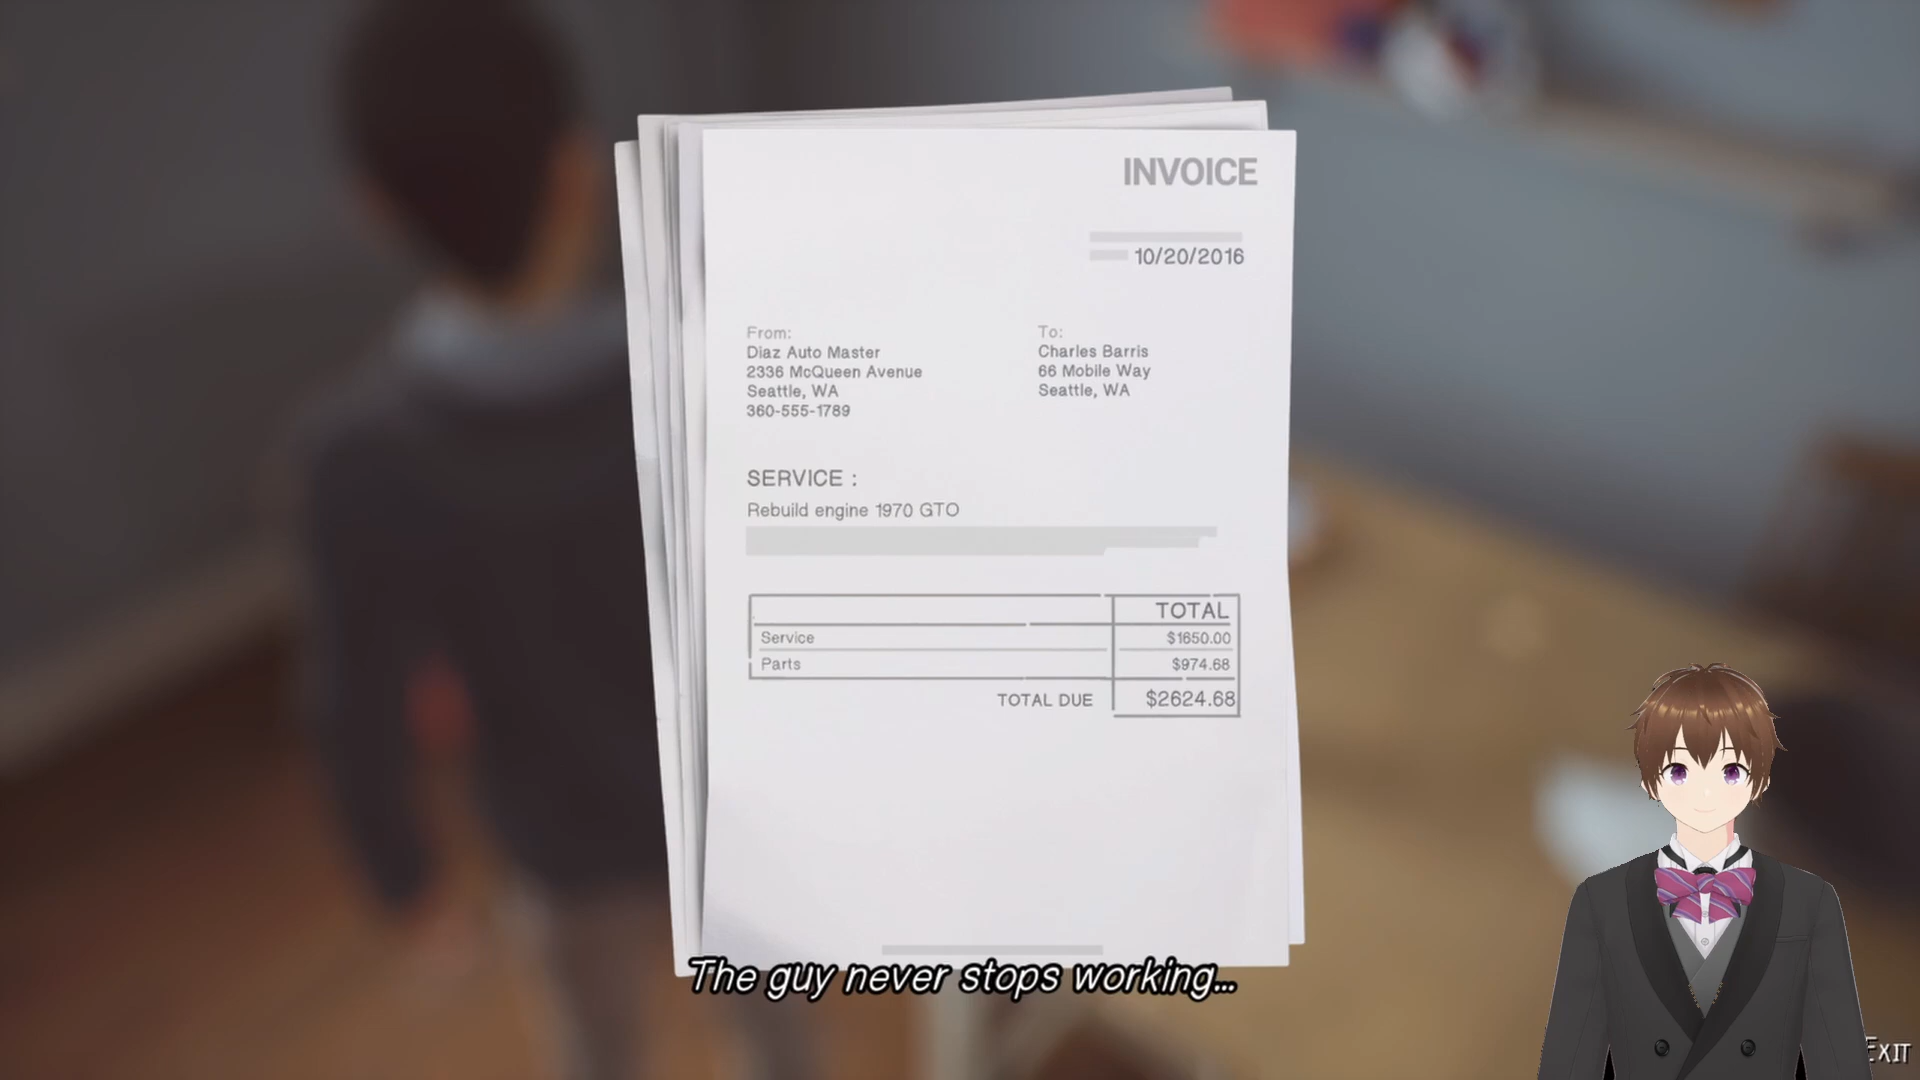 INVOICE
10/20/2016
From:
Diaz Auto Master
2336 McQueen Avenue
Seattle, WA
360-555-1789
To:
Charles Barris
66 Mobile Way
Seattle, WA
SERVICE :
Rebuild engine 1970 GTO
TOTAL
Service $1650.00
Parts $974.68
TOTAL DUE $2624.68
The guy never stops working...
EXIT